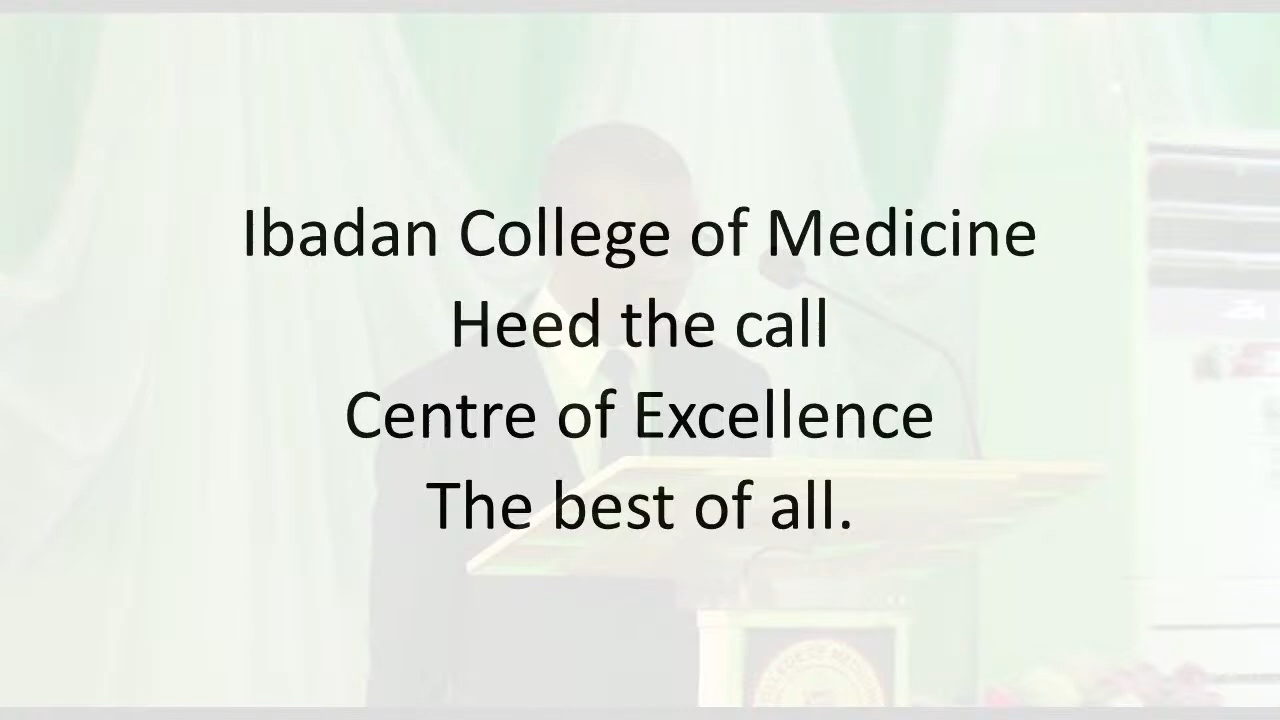 Ibadan College of Medicine
Heed the call
Centre of Excellence
The best of all.